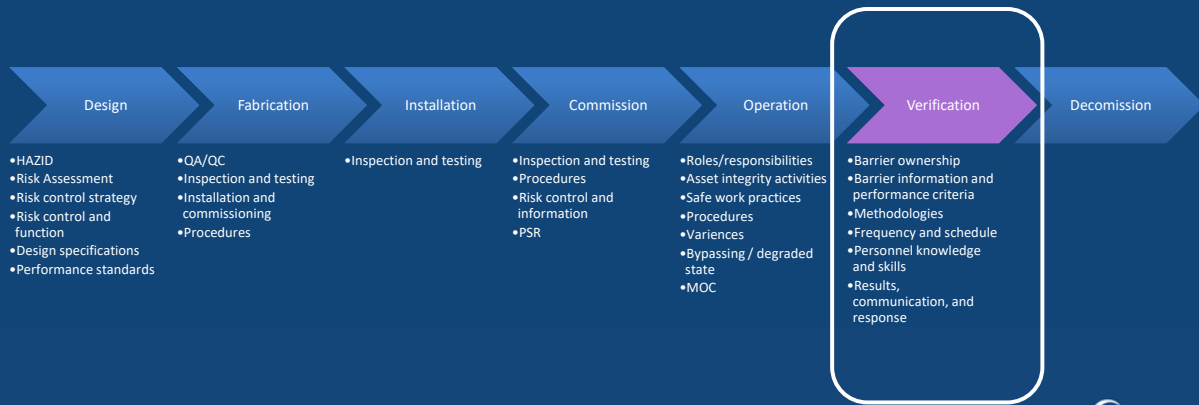 Design
Fabrication
Installation
Commission
Operation
Verification
Decomission
•HAZID
•Risk Assessment
•Risk control strategy
•Risk control and
function
•Design specifications
•Performance standards
•QA/QC
•Inspection and testing
•Installation and
commissioning
•Procedures
•Inspection and testing
•Inspection and testing
•Procedures
•Risk control and
information
•PSR
•Roles/responsibilities
•Asset integrity activities
•Safe work practices
•Procedures
•Variences
•Bypassing / degraded
state
•MOC
•Barrier ownership
•Barrier information and
performance criteria
•Methodologies
•Frequency and schedule
•Personnel knowledge
and skills
•Results,
communication, and
response